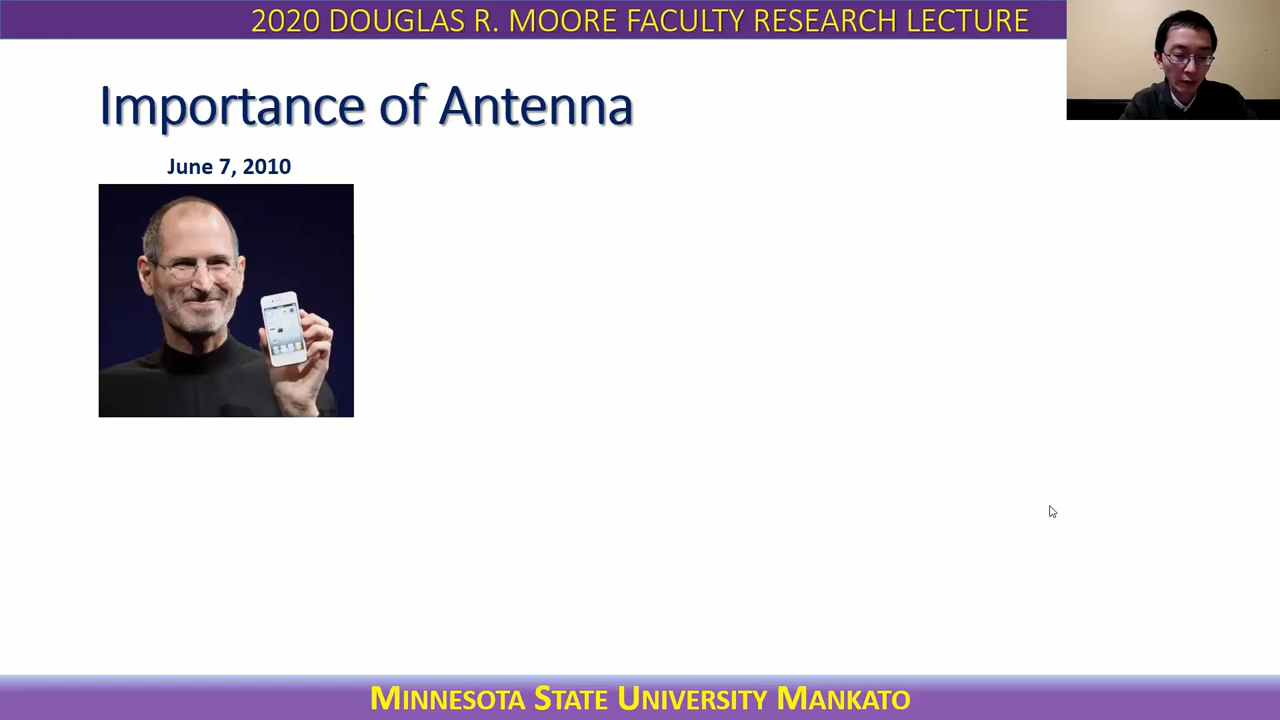 2020 DOUGLAS R. MOORE FACULTY RESEARCH LECTURE
Importance of Antenna
June 7, 2010
MINNESOTA STATE UNIVERSITY MANKATO